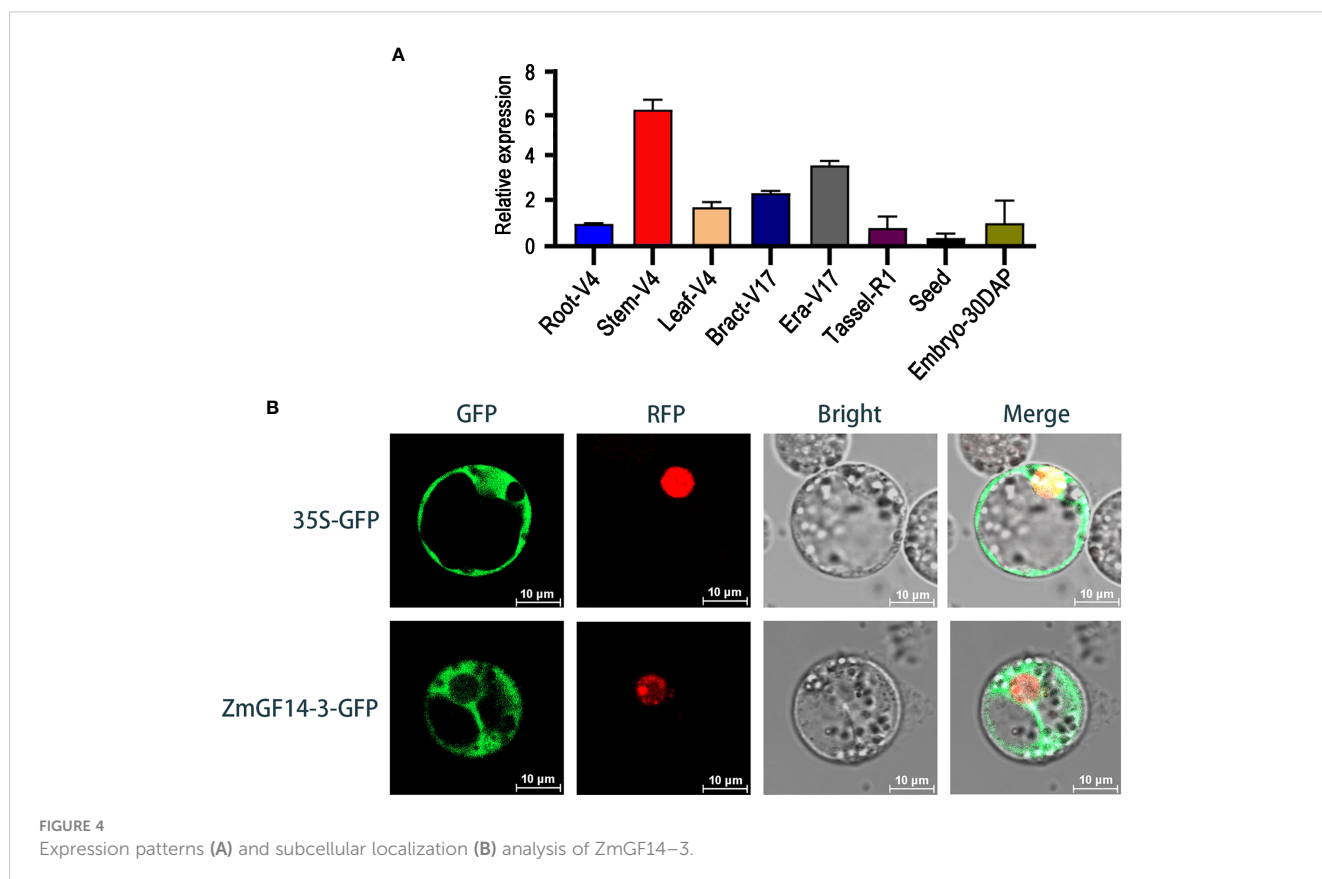 A
Relative expression
8
6
4
2
0
Root-V4
Stem-V4
Leaf-V4
Bract-V17
Era-V17
Tassel-R1
Seed
Embryo-30DAP
B
GFP
RFP
Bright
Merge
35S-GFP
10 μm
10 μm
10 μm
10 μm
ZmGF14-3-GFP
10 μm
10 μm
10 μm
10 μm
FIGURE 4
Expression patterns (A) and subcellular localization (B) analysis of ZmGF14–3.